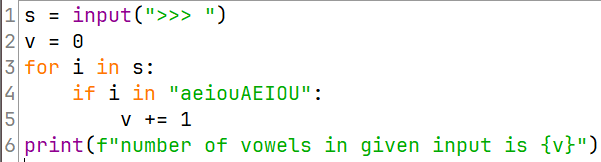 1 s = input(">>> ")
2 v = 0
3 for i in s:
4     if i in "aeiouAEIOU":
5         v += 1
6 print(f"number of vowels in given input is {v}")